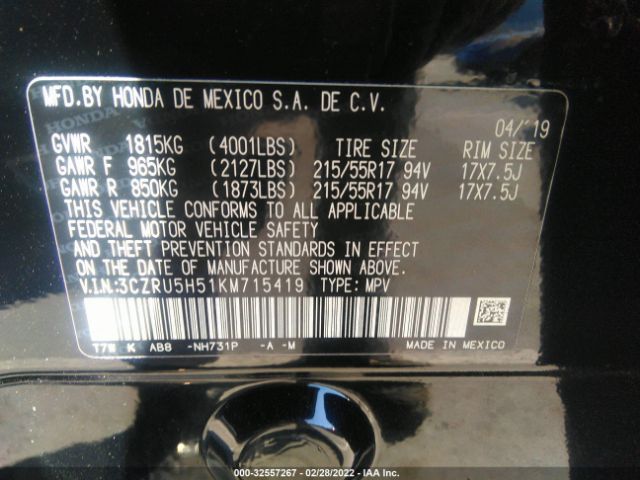 MFD.BY HONDA DE MEXICO S.A. DE C.V.
04/'19
GVWR 1815KG (4001LBS) TIRE SIZE RIM SIZE
GAWR F 965KG (2127LBS) 215/55R17 94V 17X7.5J
GAWR R 850KG (1873LBS) 215/55R17 94V 17X7.5J
THIS VEHICLE CONFORMS TO ALL APPLICABLE
FEDERAL MOTOR VEHICLE SAFETY
AND THEFT PREVENTION STANDARDS IN EFFECT
ON THE DATE OF MANUFACTURE SHOWN ABOVE.
V.I.N:3CZRU5H51KM715419 TYPE: MPV
T7W K AB8 -NH731P -A -M MADE IN MEXICO
000-32557267 - 02/28/2022 - IAA Inc.